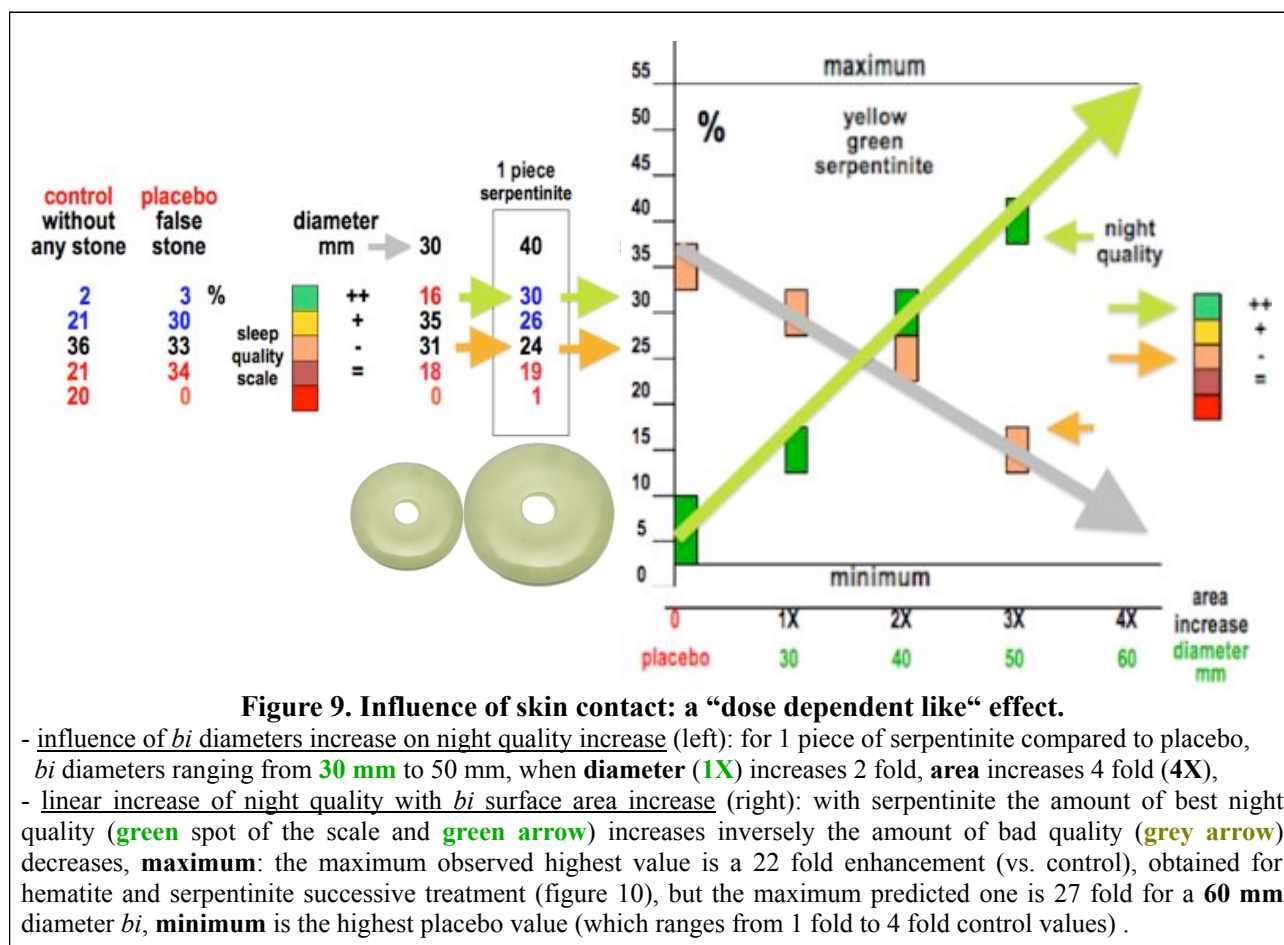 control placebo
without false
any stone stone
diameter
mm
30
1 piece
serpentinite
40
2 3 % ++ 16 30
21 30 + 35 26
36 33 - 31 24
21 34 = 18 19
20 0 0 1
sleep
quality
scale
55
50
45
40
35
30
25
20
15
10
5
0
maximum
%
yellow
green
serpentinite
night
quality
++
+
-
=
minimum
0 1X 2X 3X 4X
placebo 30 40 50 60
area
increase
diameter
mm
Figure 9. Influence of skin contact: a “dose dependent like“ effect.
- influence of bi diameters increase on night quality increase (left): for 1 piece of serpentinite compared to placebo,
bi diameters ranging from 30 mm to 50 mm, when diameter (1X) increases 2 fold, area increases 4 fold (4X),
- linear increase of night quality with bi surface area increase (right): with serpentinite the amount of best night
quality (green spot of the scale and green arrow) increases inversely the amount of bad quality (grey arrow)
decreases, maximum: the maximum observed highest value is a 22 fold enhancement (vs. control), obtained for
hematite and serpentinite successive treatment (figure 10), but the maximum predicted one is 27 fold for a 60 mm
diameter bi, minimum is the highest placebo value (which ranges from 1 fold to 4 fold control values) .